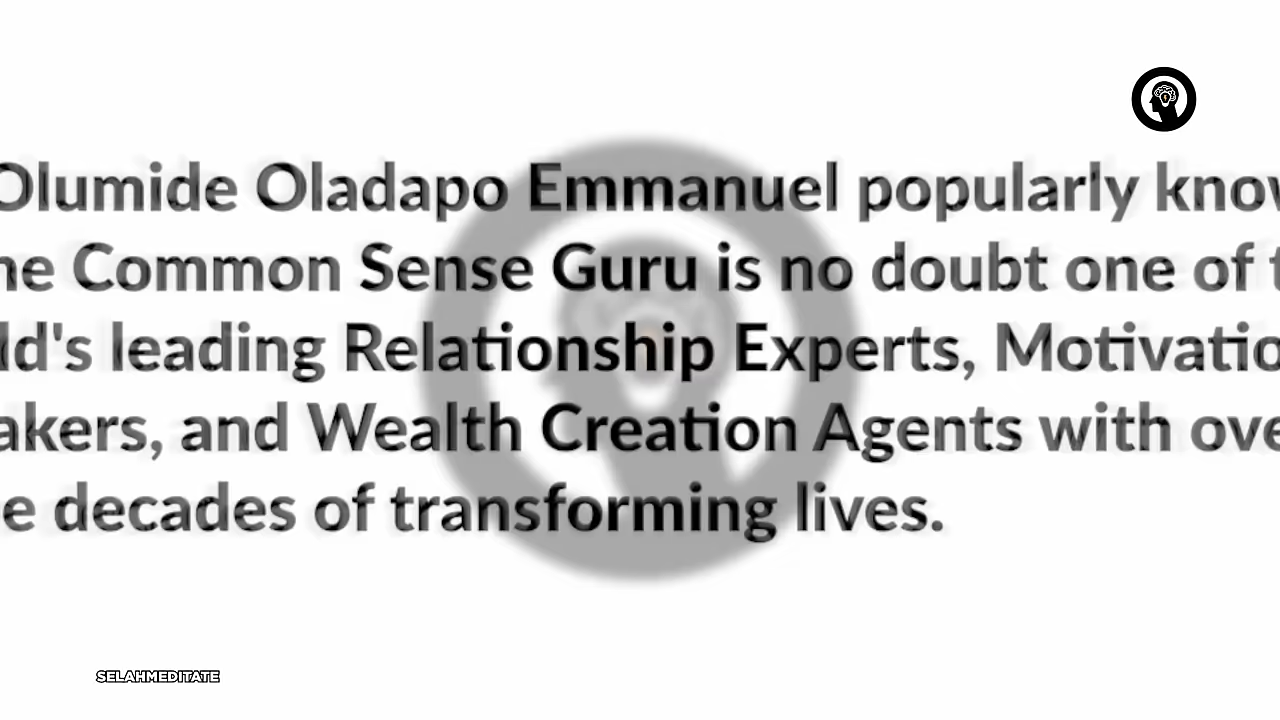 Olumide Oladapo Emmanuel popularly know
he Common Sense Guru is no doubt one of t
ld's leading Relationship Experts, Motivatio
akers, and Wealth Creation Agents with ove
e decades of transforming lives.
SELAHMEDITATE